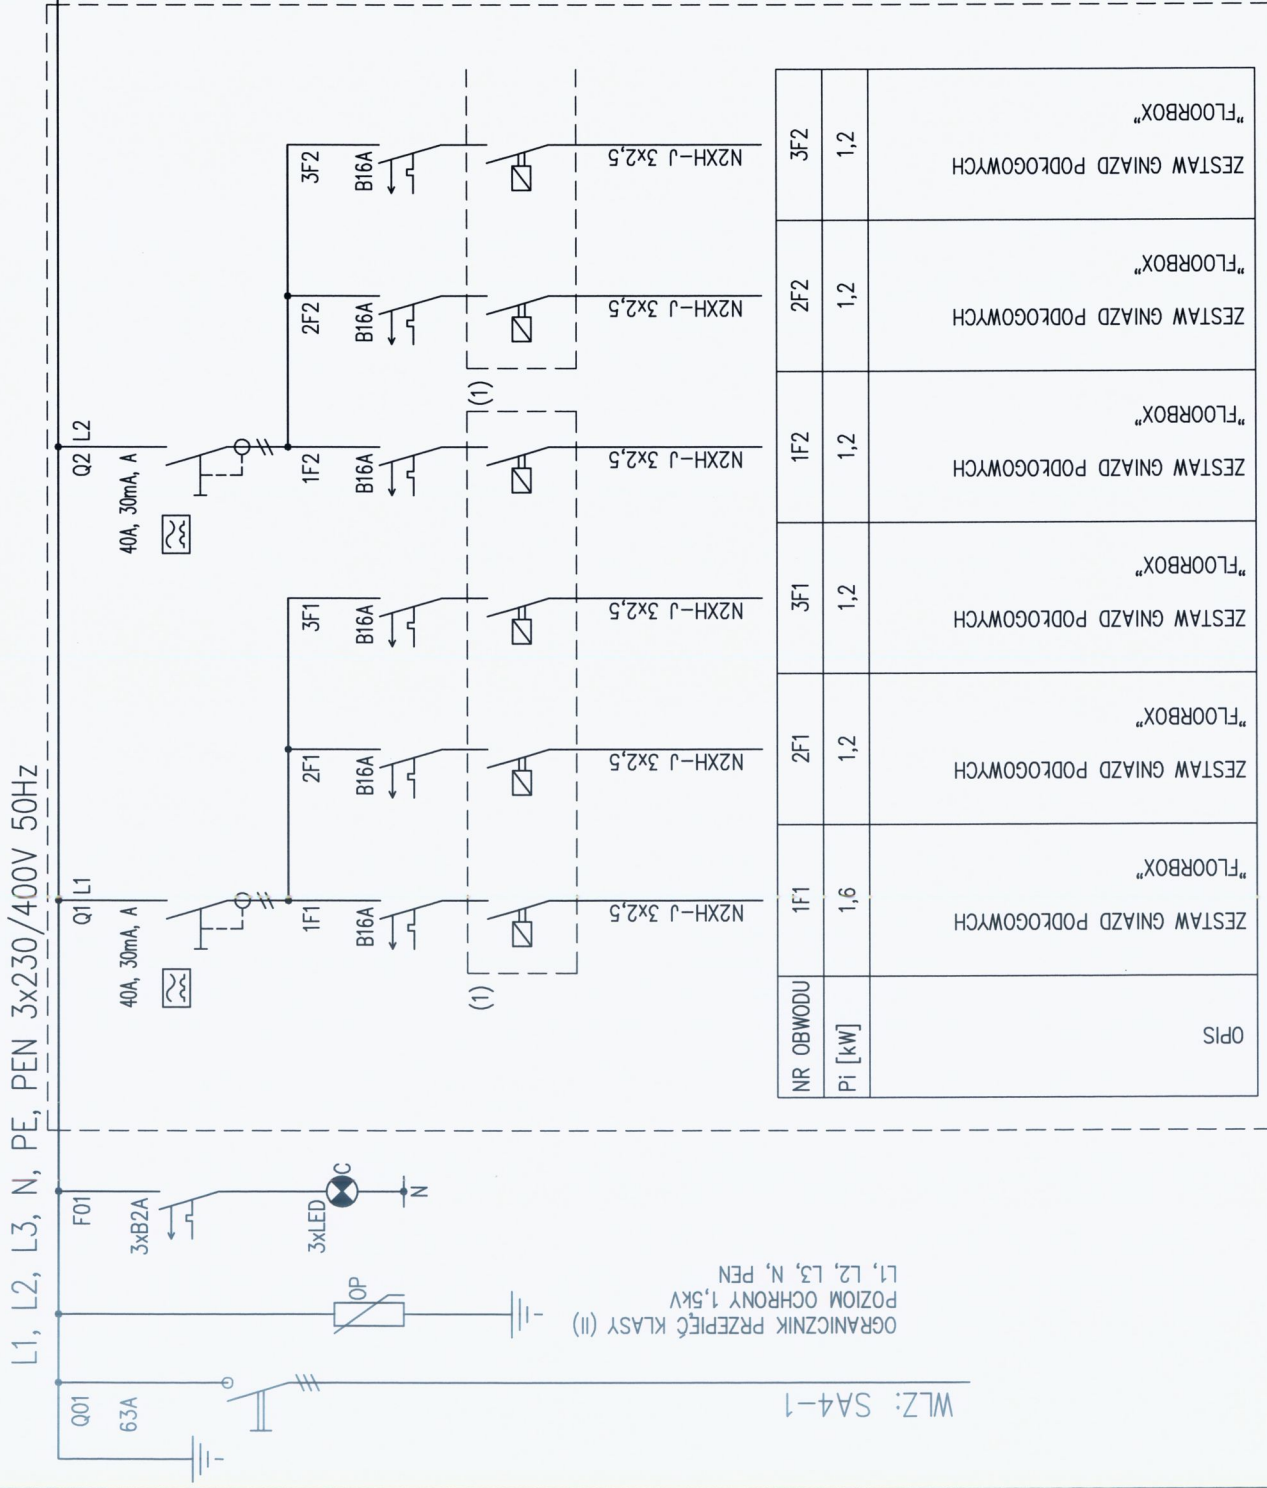 L1, L2, L3, N, PE, PEN 3x230/400V 50Hz
Q01
63A
WLZ: SA4-1
OP
OGRANICZNIK PRZEPIĘĆ KLASY (II)
POZIOM OCHRONY 1,5kV
L1, L2, L3, N, PEN
F01
3xB2A
3xLED
C
N
Q1 L1
40A, 30mA, A
1F1
B16A
N2XH-J 3x2,5
2F1
B16A
N2XH-J 3x2,5
3F1
B16A
N2XH-J 3x2,5
(1)
Q2 L2
40A, 30mA, A
1F2
B16A
N2XH-J 3x2,5
2F2
B16A
N2XH-J 3x2,5
3F2
B16A
N2XH-J 3x2,5
(1)
NR OBWODU 1F1 2F1 3F1 1F2 2F2 3F2
Pi [kW] 1,6 1,2 1,2 1,2 1,2 1,2
OPIS
ZESTAW GNIAZD PODŁOGOWYCH
"FLOORBOX"
ZESTAW GNIAZD PODŁOGOWYCH
"FLOORBOX"
ZESTAW GNIAZD PODŁOGOWYCH
"FLOORBOX"
ZESTAW GNIAZD PODŁOGOWYCH
"FLOORBOX"
ZESTAW GNIAZD PODŁOGOWYCH
"FLOORBOX"
ZESTAW GNIAZD PODŁOGOWYCH
"FLOORBOX"